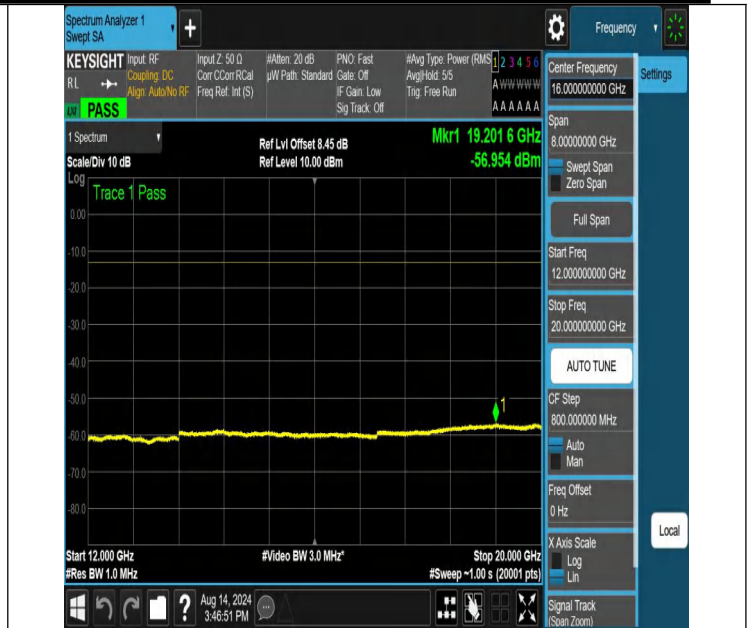 Spectrum Analyzer 1
Swept SA
Frequency
KEYSIGHT
RL
PASS
Input: RF
Coupling: DC
Align: Auto/No RF
Input Z: 50 Ω
Corr CCorr RCal
Freq Ref: Int (S)
#Atten: 20 dB
µW Path: Standard
PNO: Fast
Gate: Off
IF Gain: Low
Sig Track: Off
#Avg Type: Power (RMS
Avg|Hold: 5/5
Trig: Free Run
1 2 3 4 5 6
A W W W W W
A A A A A A
Center Frequency
16.000000000 GHz
Settings
1 Spectrum
Ref Lvl Offset 8.45 dB
Mkr1 19.201 6 GHz
Scale/Div 10 dB
Ref Level 10.00 dBm
-56.954 dBm
Log
Trace 1 Pass
0.00
-10.0
-20.0
-30.0
-40.0
-50.0
-60.0
-70.0
-80.0
1
Start 12.000 GHz
#Video BW 3.0 MHz*
Stop 20.000 GHz
#Res BW 1.0 MHz
#Sweep ~1.00 s (20001 pts)
Span
8.00000000 GHz
Swept Span
Zero Span
Full Span
Start Freq
12.000000000 GHz
Stop Freq
20.000000000 GHz
AUTO TUNE
CF Step
800.000000 MHz
Auto
Man
Freq Offset
0 Hz
X Axis Scale
Log
Lin
Local
Signal Track
(Span Zoom)
?
Aug 14, 2024
3:46:51 PM